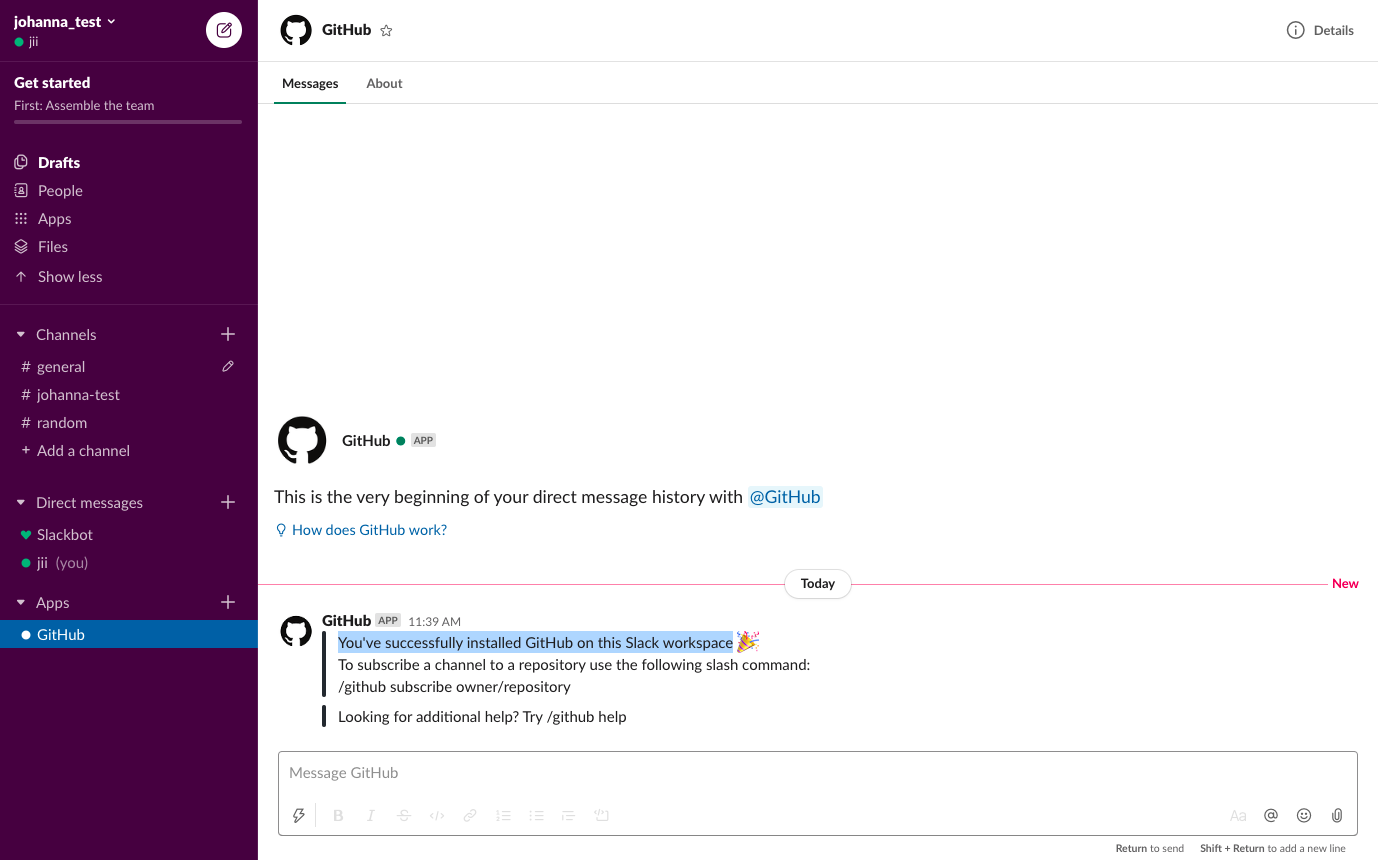 johanna_test
jii
Get started
First: Assemble the team
Drafts
People
Apps
Files
Show less
Channels
# general
# johanna-test
# random
+ Add a channel
Direct messages
Slackbot
jii (you)
Apps
GitHub
GitHub
Details
Messages About
GitHub APP
This is the very beginning of your direct message history with @GitHub
How does GitHub work?
Today
New
GitHub APP 11:39 AM
You've successfully installed GitHub on this Slack workspace 🎉
To subscribe a channel to a repository use the following slash command:
/github subscribe owner/repository
Looking for additional help? Try /github help
Message GitHub
B I S </> Aa @
Return to send Shift + Return to add a new line